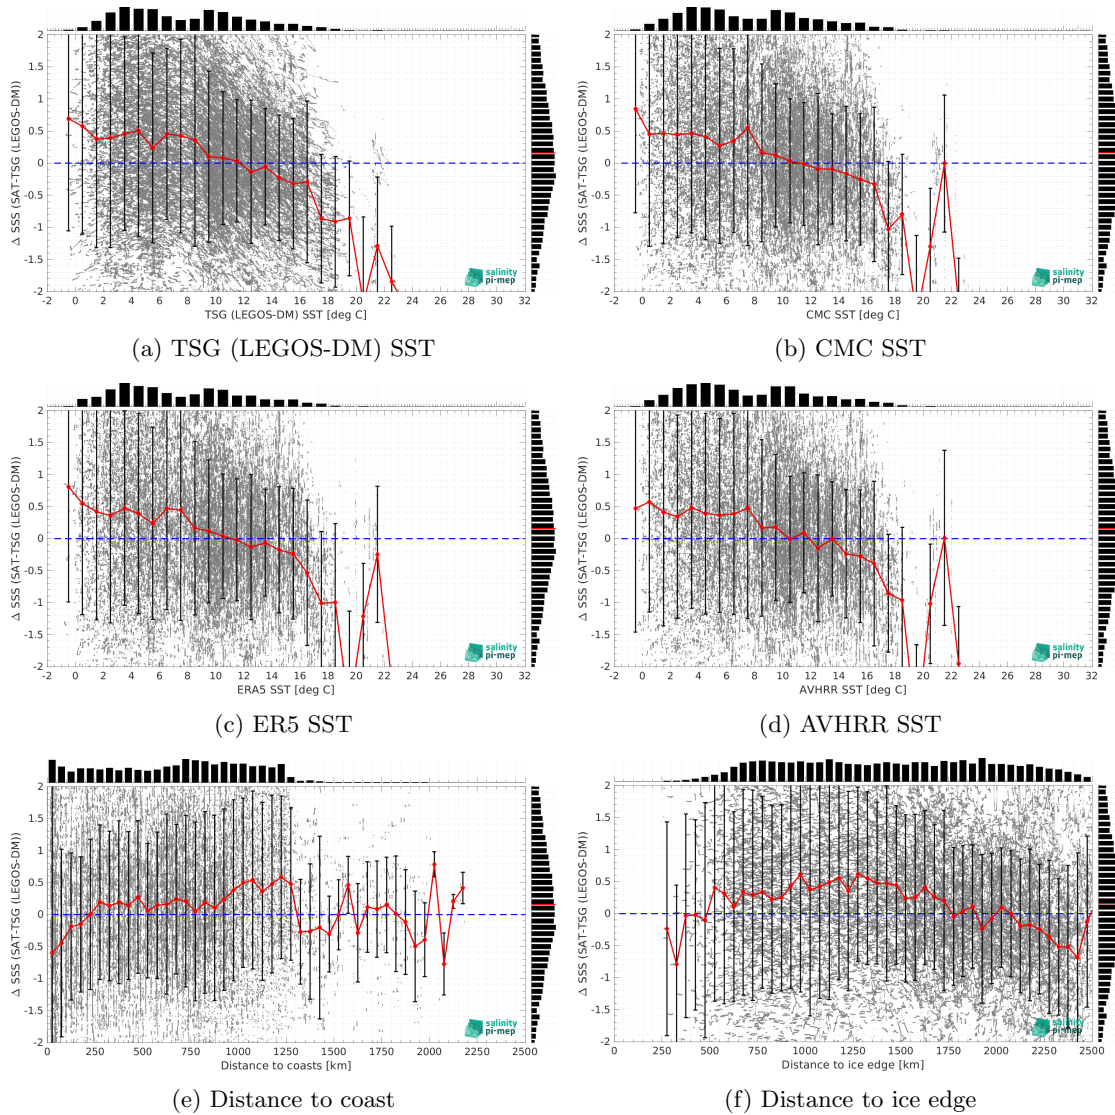 2
1.5
1
0.5
0
-0.5
-1
-1.5
-2
Δ SSS (SAT-TSG (LEGOS-DM))
salinity
pi-mep
-2 0 2 4 6 8 10 12 14 16 18 20 22 24 26 28 30 32
TSG (LEGOS-DM) SST [deg C]
(a) TSG (LEGOS-DM) SST
2
1.5
1
0.5
0
-0.5
-1
-1.5
-2
Δ SSS (SAT-TSG (LEGOS-DM))
salinity
pi-mep
-2 0 2 4 6 8 10 12 14 16 18 20 22 24 26 28 30 32
CMC SST [deg C]
(b) CMC SST
2
1.5
1
0.5
0
-0.5
-1
-1.5
-2
Δ SSS (SAT-TSG (LEGOS-DM))
salinity
pi-mep
-2 0 2 4 6 8 10 12 14 16 18 20 22 24 26 28 30 32
ERA5 SST [deg C]
(c) ER5 SST
2
1.5
1
0.5
0
-0.5
-1
-1.5
-2
Δ SSS (SAT-TSG (LEGOS-DM))
salinity
pi-mep
-2 0 2 4 6 8 10 12 14 16 18 20 22 24 26 28 30 32
AVHRR SST [deg C]
(d) AVHRR SST
2
1.5
1
0.5
0
-0.5
-1
-1.5
-2
Δ SSS (SAT-TSG (LEGOS-DM))
salinity
pi-mep
0 250 500 750 1000 1250 1500 1750 2000 2250 2500
Distance to coasts [km]
(e) Distance to coast
2
1.5
1
0.5
0
-0.5
-1
-1.5
-2
Δ SSS (SAT-TSG (LEGOS-DM))
salinity
pi-mep
0 250 500 750 1000 1250 1500 1750 2000 2250 2500
Distance to ice edge [km]
(f) Distance to ice edge